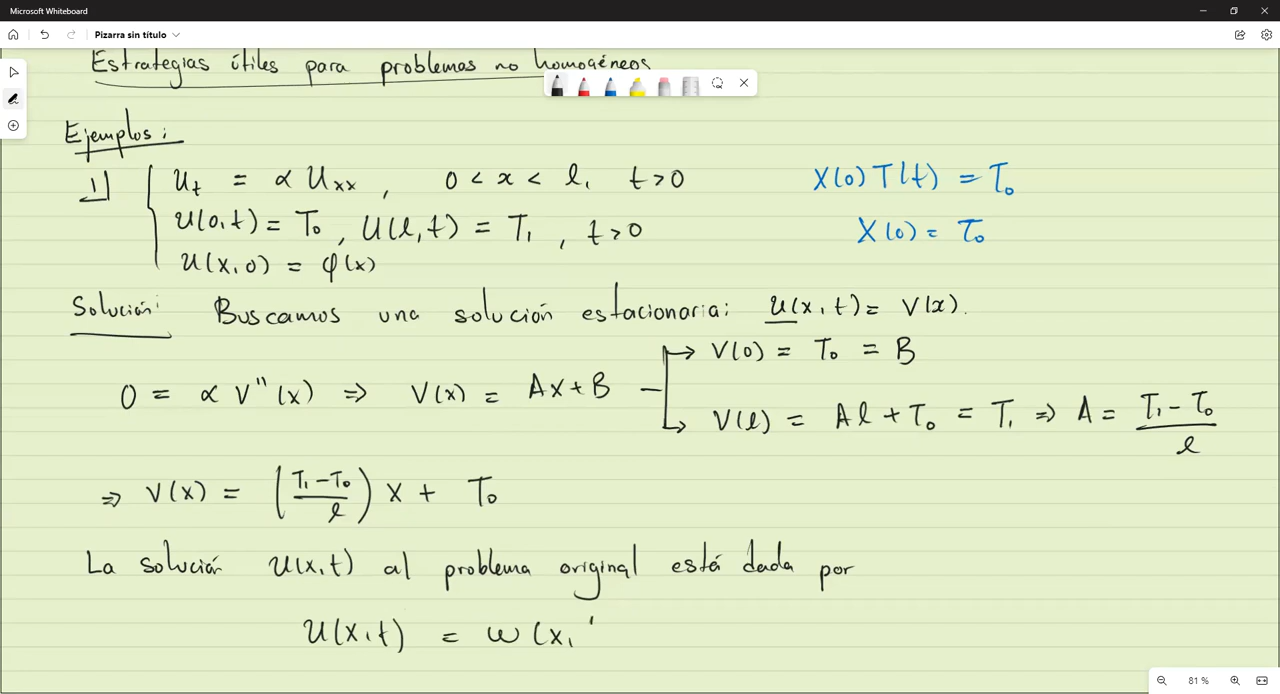 Microsoft Whiteboard
Pizarra sin título
Estrategias útiles para problemas no homogéneos
Ejemplos:
1] U_t = α U_xx , 0 < x < l, t > 0
U(0,t) = T₀ , U(l,t) = T₁ , t > 0
U(x,0) = φ(x)
X(0) T(t) = T₀
X(0) = T₀
Solución: Buscamos una solución estacionaria: U(x,t) = V(x).
0 = α V''(x) ⇒ V(x) = Ax + B
→ V(0) = T₀ = B
→ V(l) = Al + T₀ = T₁ ⇒ A = (T₁ - T₀)/l
⇒ V(x) = ((T₁ - T₀)/l) x + T₀
La solución U(x,t) al problema original está dada por
U(x,t) = w(x,
81 %